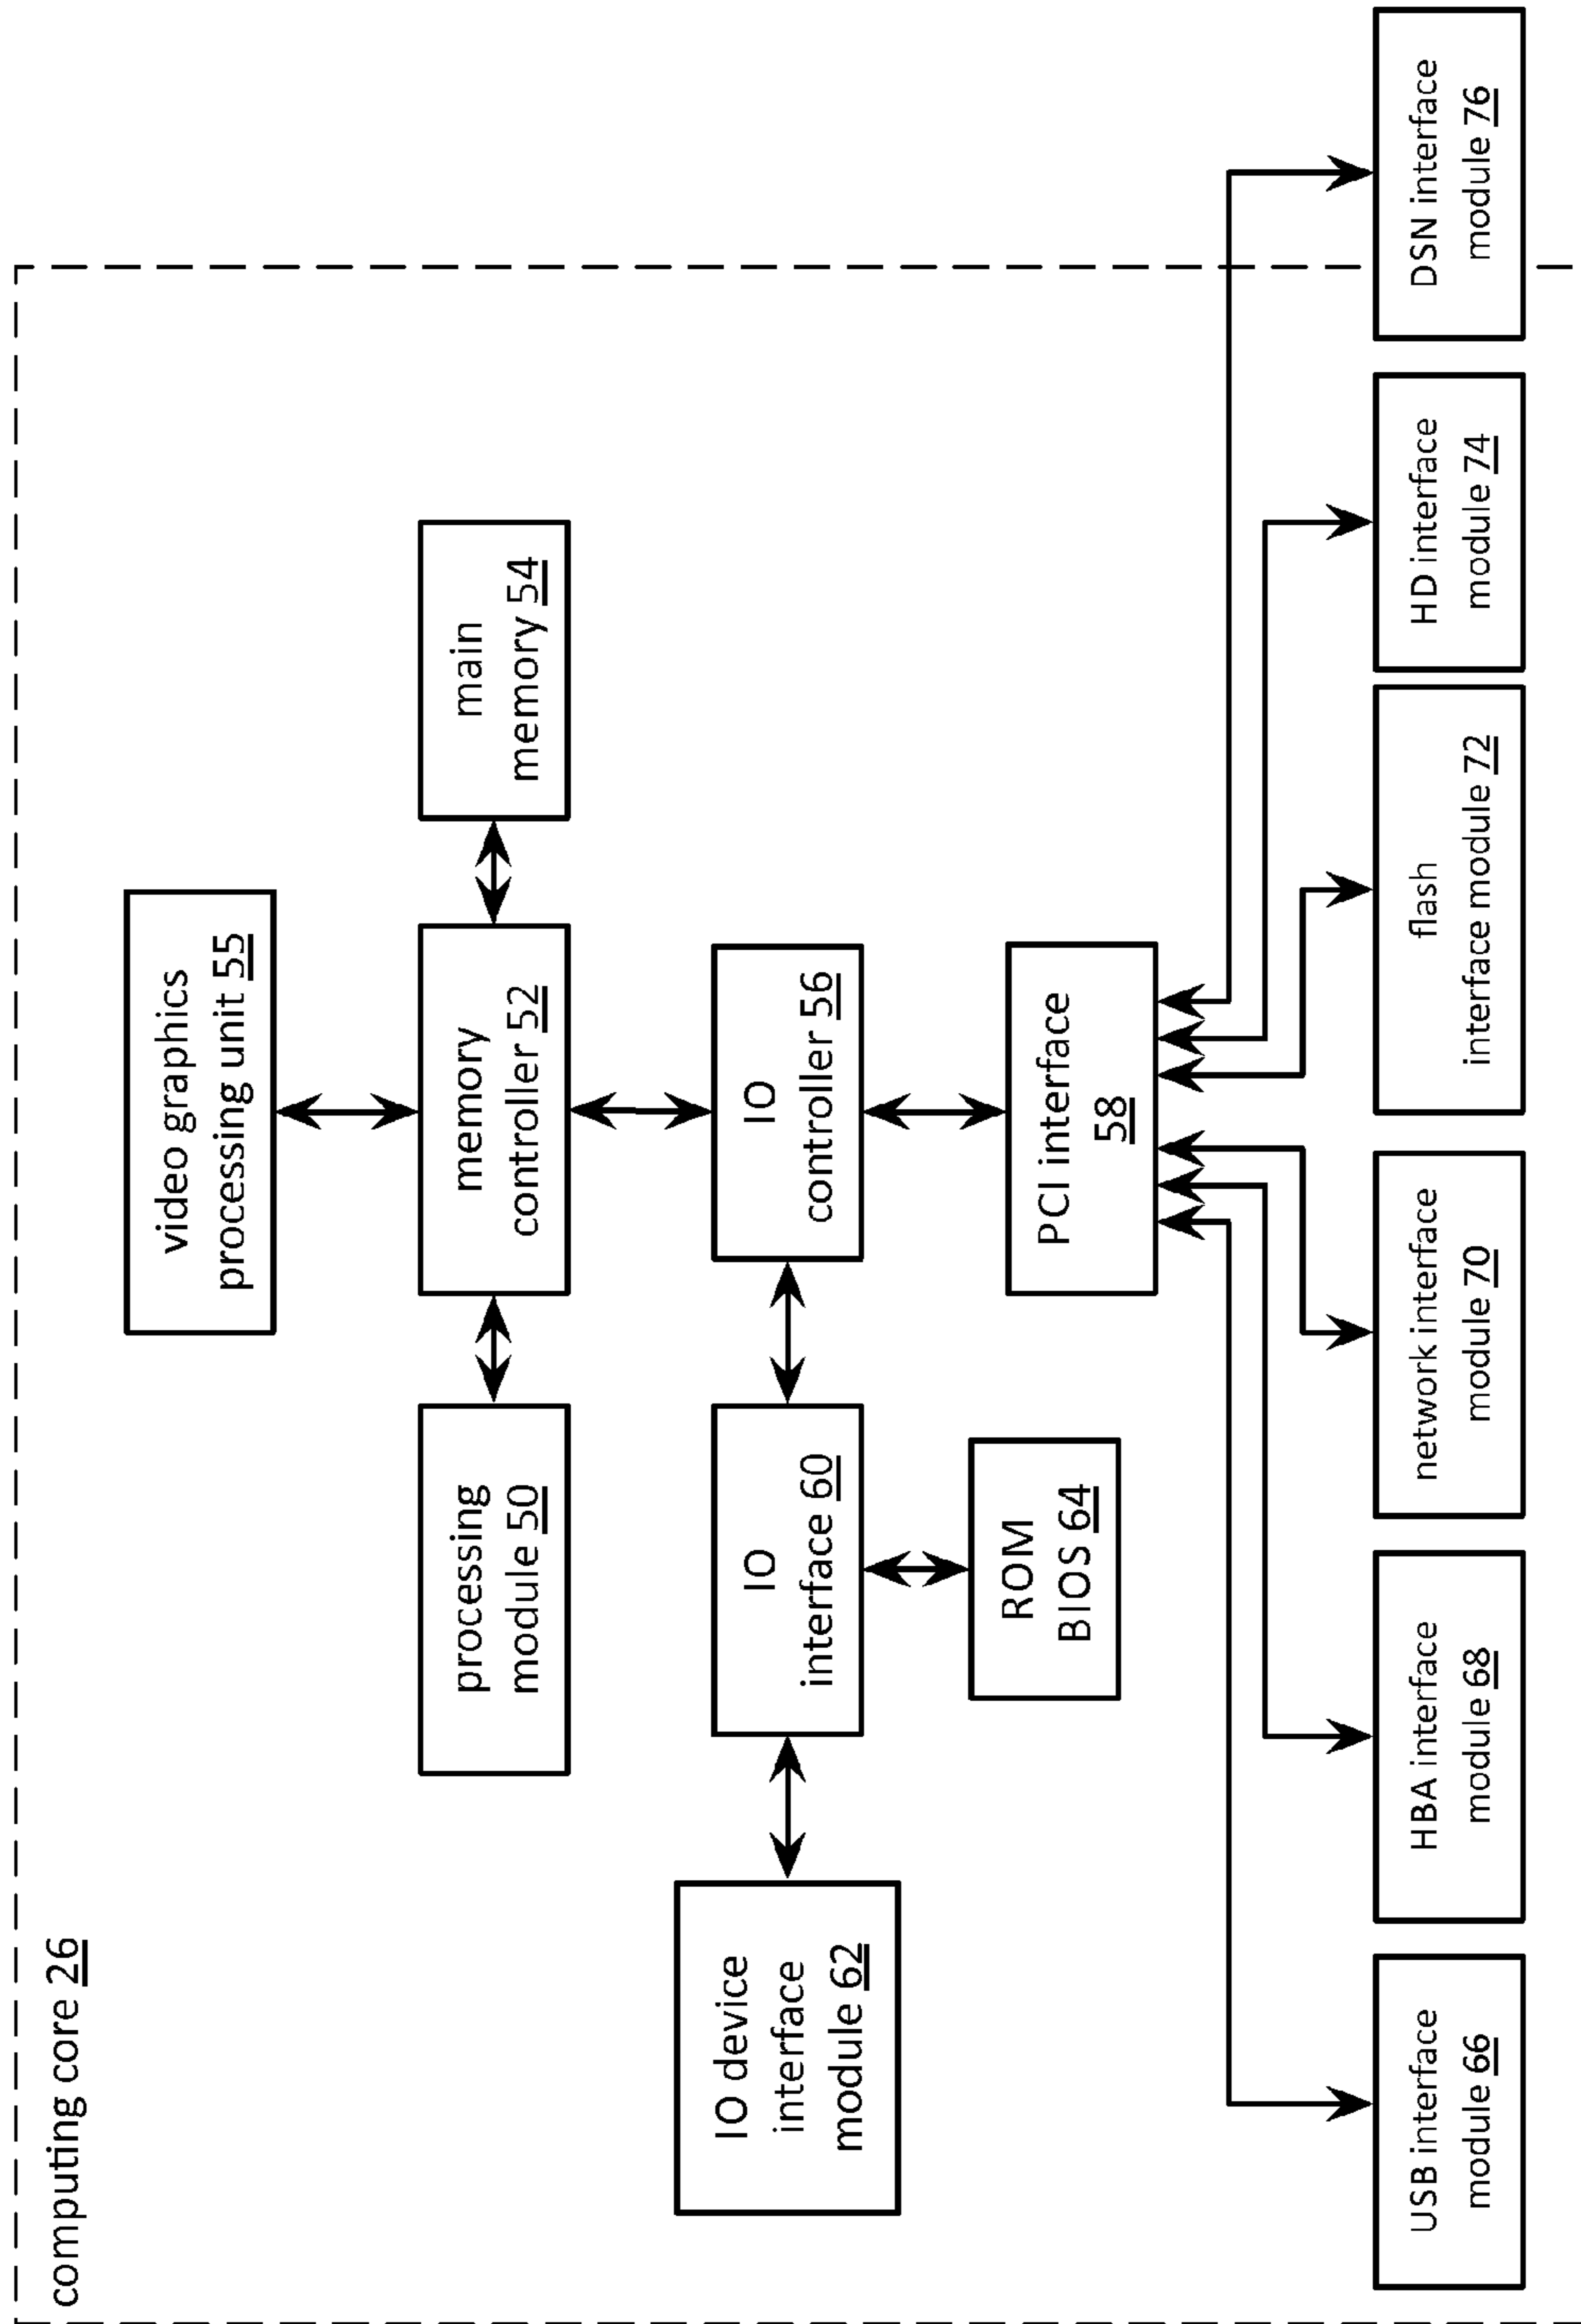 computing core 26
video graphics
processing unit 55
processing
module 50
memory
controller 52
main
memory 54
IO device
interface
module 62
IO
interface 60
IO
controller 56
ROM
BIOS 64
PCI interface
58
USB interface
module 66
HBA interface
module 68
network interface
module 70
flash
interface module 72
HD interface
module 74
DSN interface
module 76